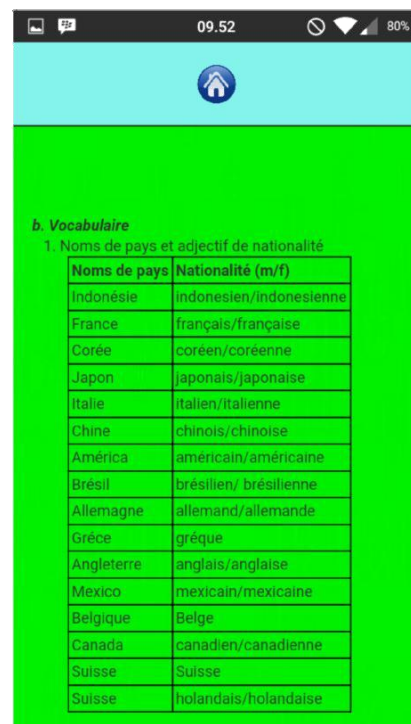 09.52 80%
b. Vocabulaire
1. Noms de pays et adjectif de nationalité
Noms de pays Nationalité (m/f)
Indonésie indonesien/indonesienne
France français/française
Corée coréen/coréenne
Japon japonais/japonaise
Italie italien/italienne
Chine chinois/chinoise
América américain/américaine
Brésil brésilien/ brésilienne
Allemagne allemand/allemande
Gréce gréque
Angleterre anglais/anglaise
Mexico mexicain/mexicaine
Belgique Belge
Canada canadien/canadienne
Suisse Suisse
Suisse holandais/holandaise